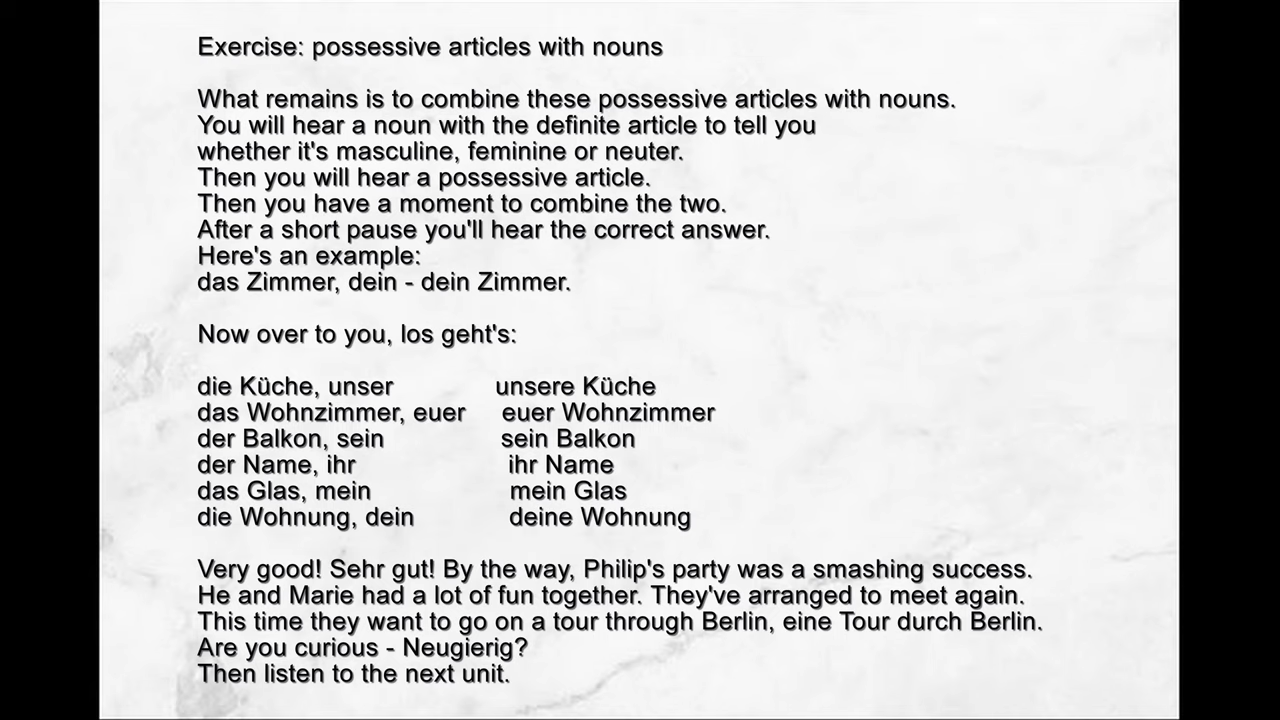 Exercise: possessive articles with nouns
What remains is to combine these possessive articles with nouns.
You will hear a noun with the definite article to tell you
whether it's masculine, feminine or neuter.
Then you will hear a possessive article.
Then you have a moment to combine the two.
After a short pause you'll hear the correct answer.
Here's an example:
das Zimmer, dein - dein Zimmer.
Now over to you, los geht's:
die Küche, unser unsere Küche
das Wohnzimmer, euer euer Wohnzimmer
der Balkon, sein sein Balkon
der Name, ihr ihr Name
das Glas, mein mein Glas
die Wohnung, dein deine Wohnung
Very good! Sehr gut! By the way, Philip's party was a smashing success.
He and Marie had a lot of fun together. They've arranged to meet again.
This time they want to go on a tour through Berlin, eine Tour durch Berlin.
Are you curious - Neugierig?
Then listen to the next unit.